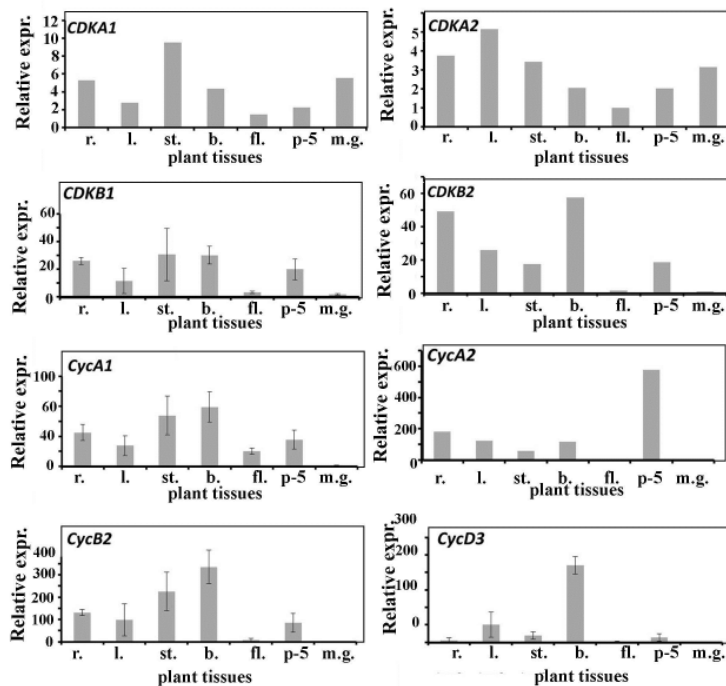 CDKA1
Relative expr.
12
10
8
6
4
2
0
r. l. st. b. fl. p-5 m.g.
plant tissues
CDKA2
Relative expr.
5
4
3
2
1
0
r. l. st. b. fl. p-5 m.g.
plant tissues
CDKB1
Relative expr.
60
40
20
0
r. l. st. b. fl. p-5 m.g.
plant tissues
CDKB2
Relative expr.
60
40
20
0
r. l. st. b. fl. p-5 m.g.
plant tissues
CycA1
Relative expr.
100
60
40
0
r. l. st. b. fl. p-5 m.g.
plant tissues
CycA2
Relative expr.
600
400
200
0
r. l. st. b. fl. p-5 m.g.
plant tissues
CycB2
Relative expr.
400
300
200
100
0
r. l. st. b. fl. p-5 m.g.
plant tissues
CycD3
Relative expr.
300
200
100
0
r. l. st. b. fl. p-5 m.g.
plant tissues